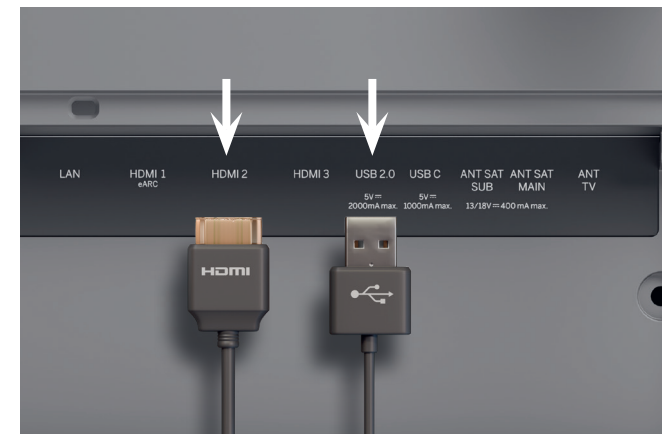 LAN
HDMI 1
eARC
HDMI 2
HDMI 3
USB 2.0
5V⎓
2000mA max.
USB C
5V⎓
1000mA max.
ANT SAT
SUB
ANT SAT
MAIN
13/18V⎓400 mA max.
ANT
TV
HDMI